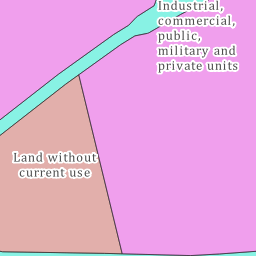 Industrial,
commercial,
public,
military and
private units
Land without
current use